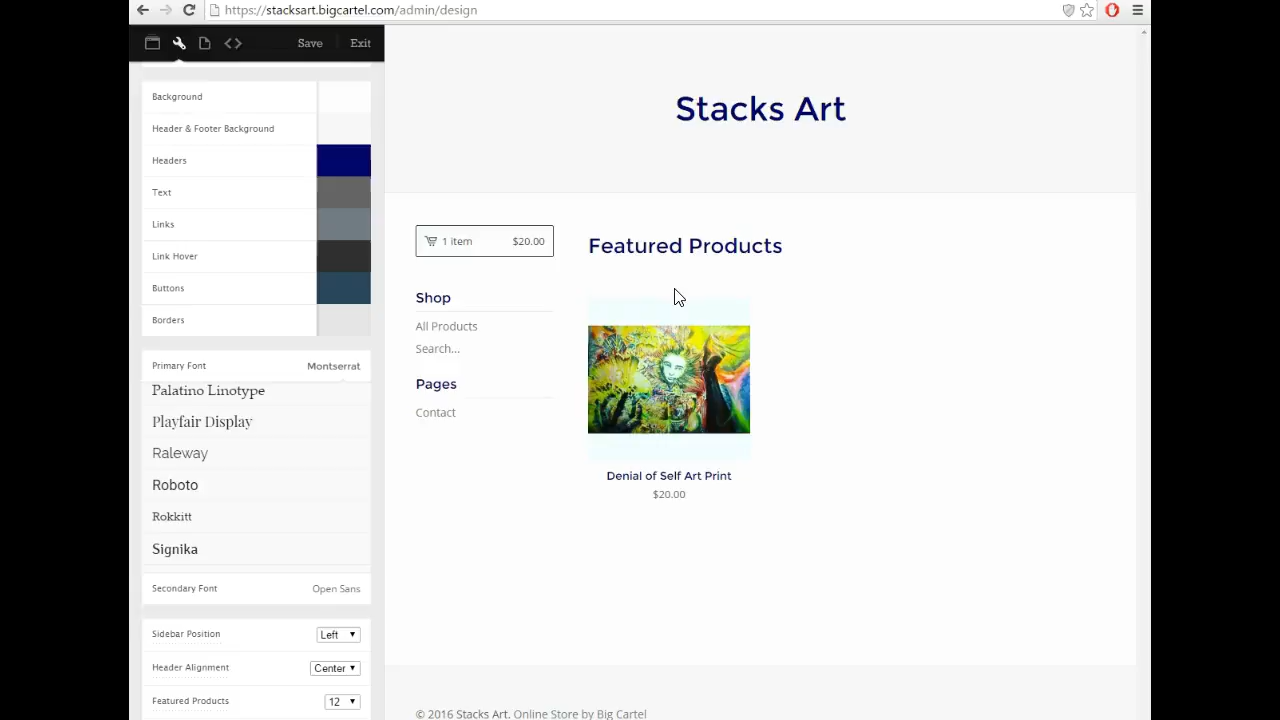 https://stacksart.bigcartel.com/admin/design
Save Exit
Background
Header & Footer Background
Headers
Text
Links
Link Hover
Buttons
Borders
Primary Font Montserrat
Palatino Linotype
Playfair Display
Raleway
Roboto
Rokkitt
Signika
Secondary Font Open Sans
Sidebar Position Left
Header Alignment Center
Featured Products 12
Stacks Art
1 item $20.00
Shop
All Products
Search...
Pages
Contact
Featured Products
Denial of Self Art Print
$20.00
© 2016 Stacks Art. Online Store by Big Cartel